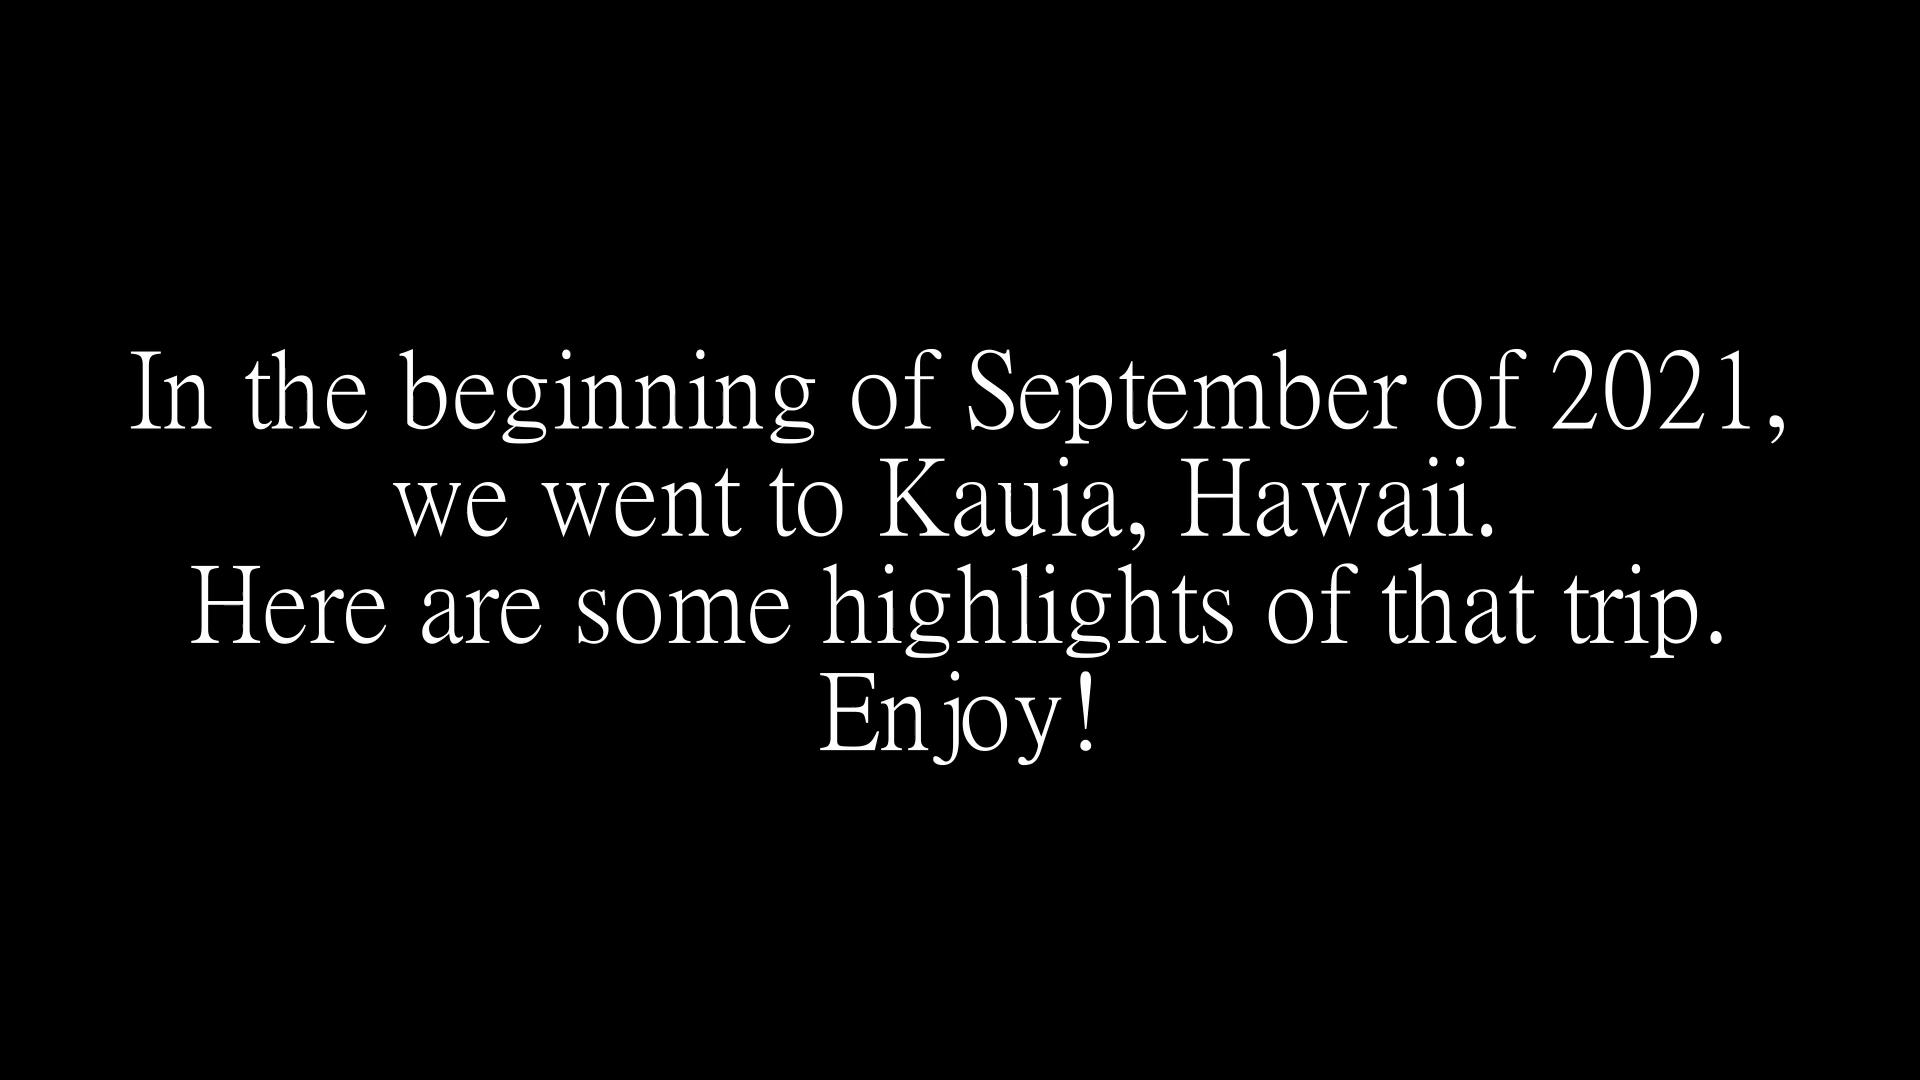 In the beginning of September of 2021,
we went to Kauia, Hawaii.
Here are some highlights of that trip.
Enjoy!